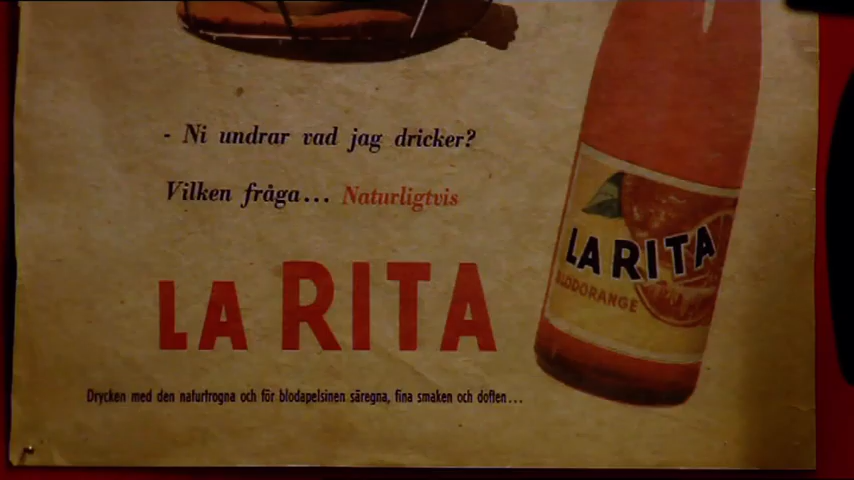 - Ni undrar vad jag dricker?
Vilken fråga... Naturligtvis
LA RITA
Drycken med den naturtrogna och för blodapelsinen säregna, fina smaken och doften...
LA RITA
BLODORANGE